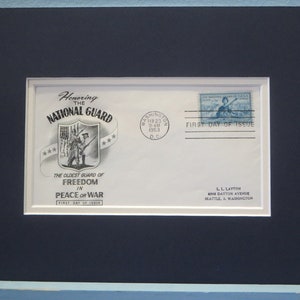 Honoring
THE
NATIONAL GUARD
THE OLDEST GUARD OF
FREEDOM
IN
PEACE OR WAR
FIRST DAY OF ISSUE
WASHINGTON
1953
D.C.
FIRST DAY OF ISSUE
SEATTLE, WASHINGTON